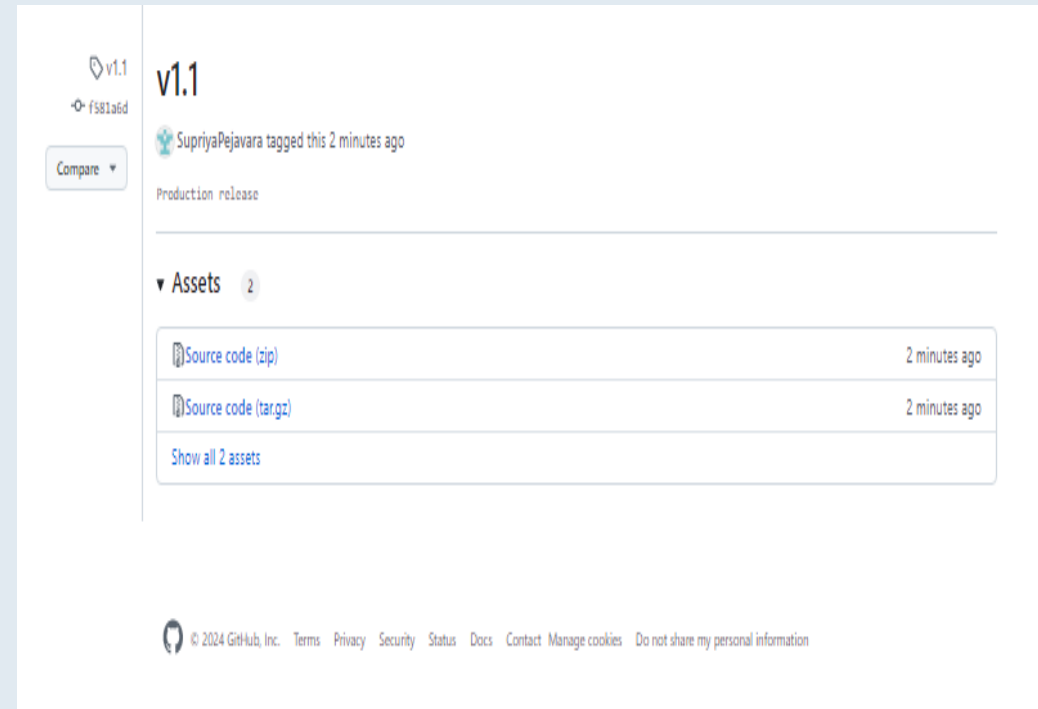 v1.1
f581a6d
Compare
v1.1
SupriyaPejavara tagged this 2 minutes ago
Production release
Assets 2
Source code (zip) 2 minutes ago
Source code (tar.gz) 2 minutes ago
Show all 2 assets
© 2024 GitHub, Inc. Terms Privacy Security Status Docs Contact Manage cookies Do not share my personal information